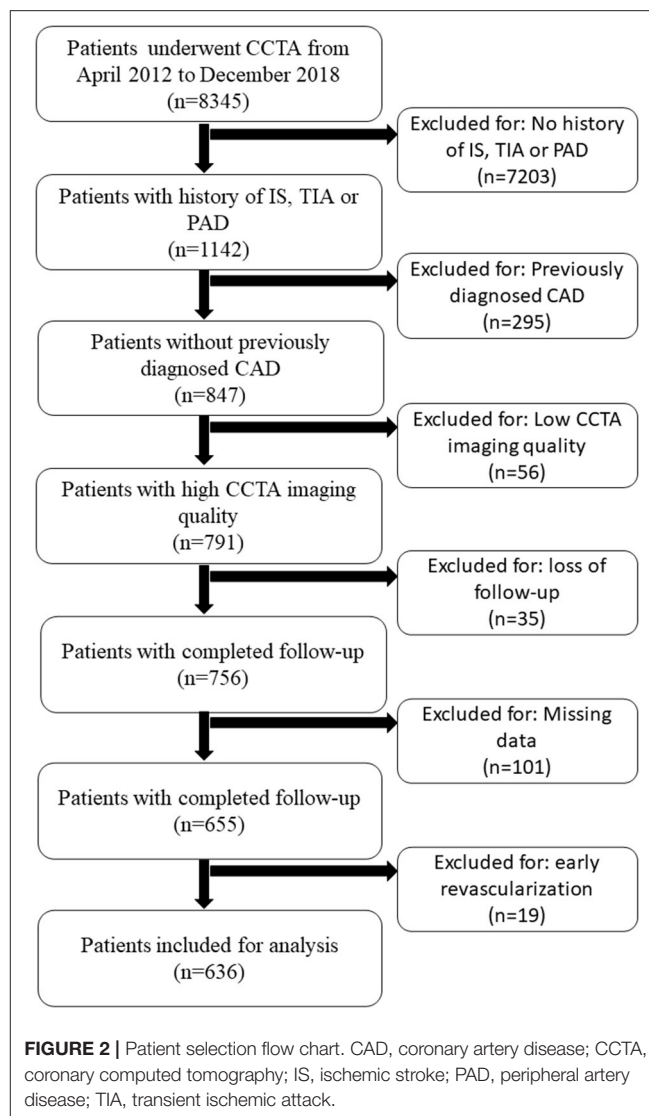 Patients underwent CCTA from
April 2012 to December 2018
(n=8345)
Excluded for: No history
of IS, TIA or PAD
(n=7203)
Patients with history of IS, TIA or
PAD
(n=1142)
Excluded for: Previously
diagnosed CAD
(n=295)
Patients without previously
diagnosed CAD
(n=847)
Excluded for: Low CCTA
imaging quality
(n=56)
Patients with high CCTA imaging
quality
(n=791)
Excluded for: loss of
follow-up
(n=35)
Patients with completed follow-up
(n=756)
Excluded for: Missing
data
(n=101)
Patients with completed follow-up
(n=655)
Excluded for: early
revascularization
(n=19)
Patients included for analysis
(n=636)
FIGURE 2 | Patient selection flow chart. CAD, coronary artery disease; CCTA,
coronary computed tomography; IS, ischemic stroke; PAD, peripheral artery
disease; TIA, transient ischemic attack.